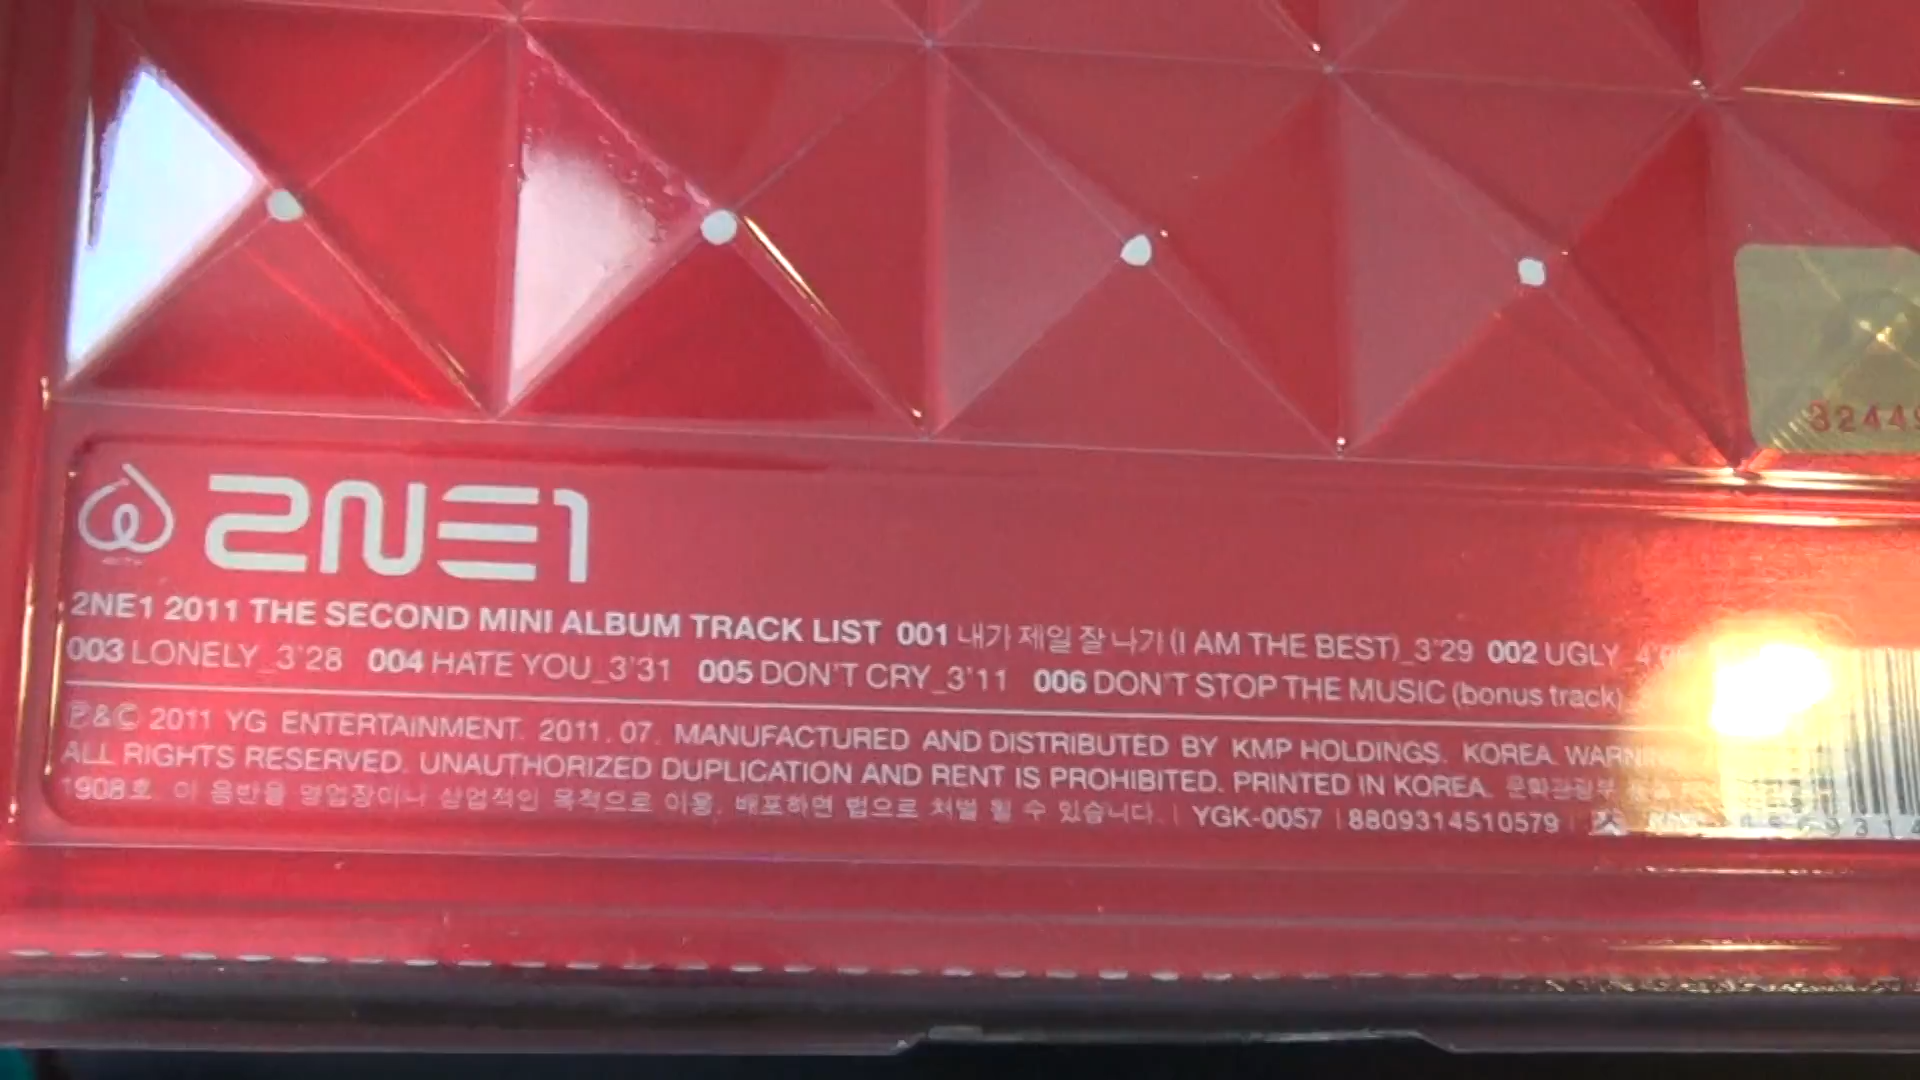 32449
2NE1
2NE1 2011 THE SECOND MINI ALBUM TRACK LIST 001 내가 제일 잘 나가 (I AM THE BEST)_3'29 002 UGLY
003 LONELY_3'28 004 HATE YOU_3'31 005 DON'T CRY_3'11 006 DON'T STOP THE MUSIC (bonus track)
℗&© 2011 YG ENTERTAINMENT. 2011. 07. MANUFACTURED AND DISTRIBUTED BY KMP HOLDINGS. KOREA. WARNING
ALL RIGHTS RESERVED. UNAUTHORIZED DUPLICATION AND RENT IS PROHIBITED. PRINTED IN KOREA. 문화관광부
1908호 이 음반을 영업장이나 상업적인 목적으로 이용, 배포하면 법으로 처벌 될 수 있습니다. | YGK-0057 | 8809314510579 |